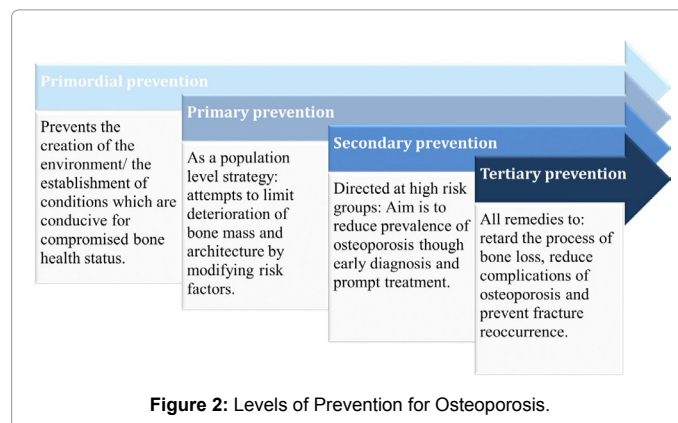 Primordial prevention
Prevents the
creation of the
environment/ the
establishment of
conditions which are
conducive for
compromised bone
health status.
Primary prevention
As a population
level strategy:
attempts to limit
deterioration of
bone mass and
architecture by
modifying risk
factors.
Secondary prevention
Directed at high risk
groups: Aim is to
reduce prevalence of
osteoporosis though
early diagnosis and
prompt treatment.
Tertiary prevention
All remedies to:
retard the process of
bone loss, reduce
complications of
osteoporosis and
prevent fracture
reoccurrence.
Figure 2: Levels of Prevention for Osteoporosis.